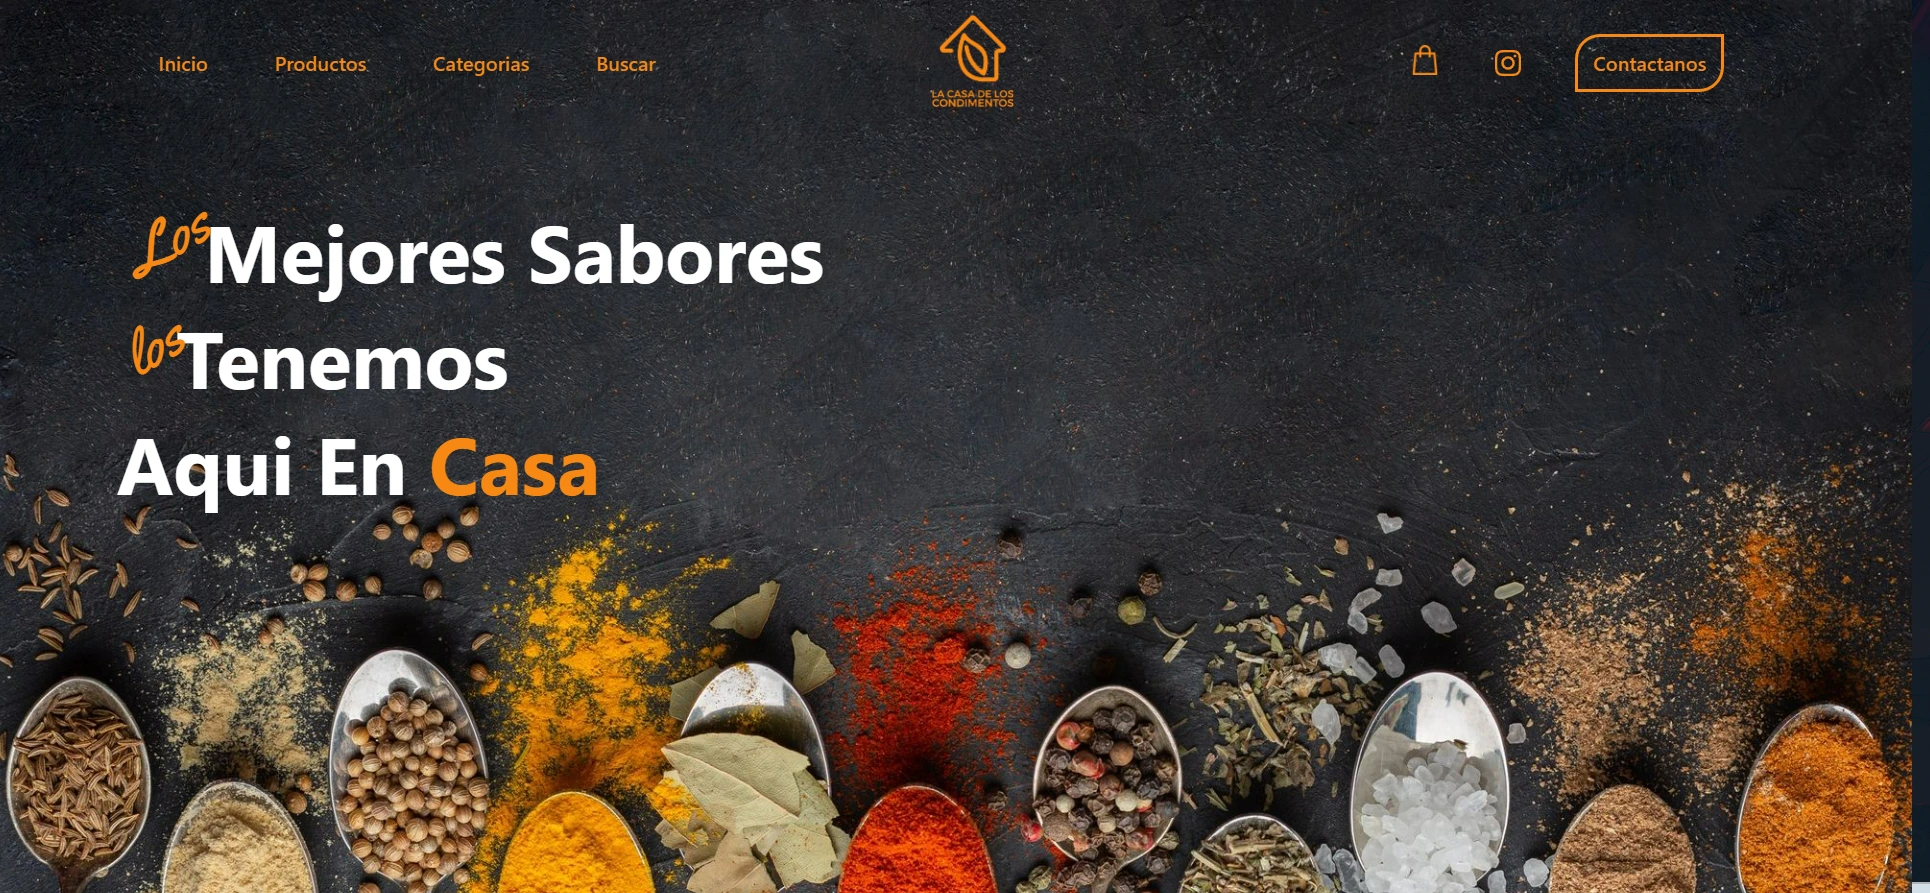 Inicio Productos Categorias Buscar
LA CASA DE LOS
CONDIMENTOS
Contactanos
Los Mejores Sabores
los Tenemos
Aqui En Casa